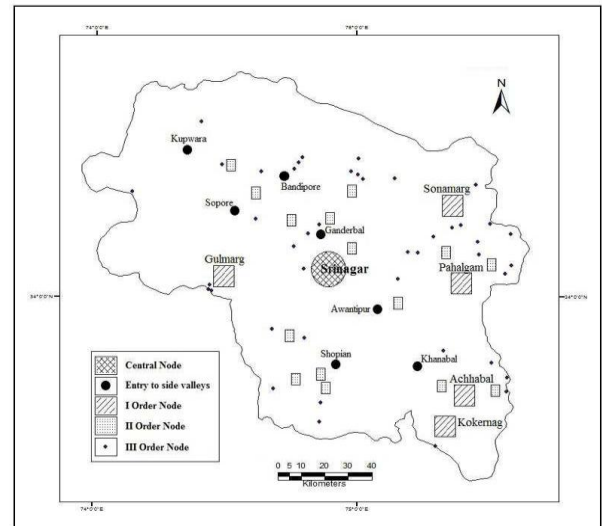 74°0'0"E
75°0'0"E
N
Kupwara
Bandipore
Sopore
Sonamarg
Ganderbal
Gulmarg
Srinagar
Pahalgam
34°0'0"N
34°0'0"N
Awantipur
Shopian
Khanabal
Achhabal
Kokernag
Central Node
Entry to side valleys
I Order Node
II Order Node
III Order Node
0 5 10 20 30 40
Kilometers
74°0'0"E
75°0'0"E